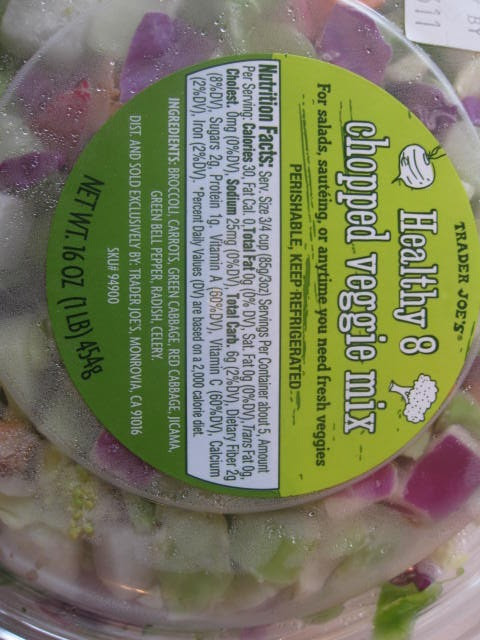 TRADER JOE'S®
Healthy 8
chopped veggie mix
For salads, sautéing, or anytime you need fresh veggies
PERISHABLE, KEEP REFRIGERATED
Nutrition Facts: Serv. Size 3/4 cup (85g/3oz) Servings Per Container about 5, Amount
Per Serving: Calories 30, Fat Cal. 0, Total Fat 0g (0% DV), Sat. Fat 0g (0%DV), Trans Fat 0g,
Cholest. 0mg (0%DV), Sodium 25mg (0%DV), Total Carb. 6g (2%DV), Dietary Fiber 2g
(8%DV), Sugars 2g, Protein 1g, Vitamin A (60%DV), Vitamin C (60%DV), Calcium
(2%DV), Iron (2%DV). *Percent Daily Values (DV) are based on a 2,000 calorie diet.
INGREDIENTS: BROCCOLI, CARROTS, GREEN CABBAGE, RED CABBAGE, JICAMA,
GREEN BELL PEPPER, RADISH, CELERY.
DIST. AND SOLD EXCLUSIVELY BY: TRADER JOE'S, MONROVIA, CA 91016
SKU# 94900
NET WT. 16 OZ (1 LB) 454g
BY